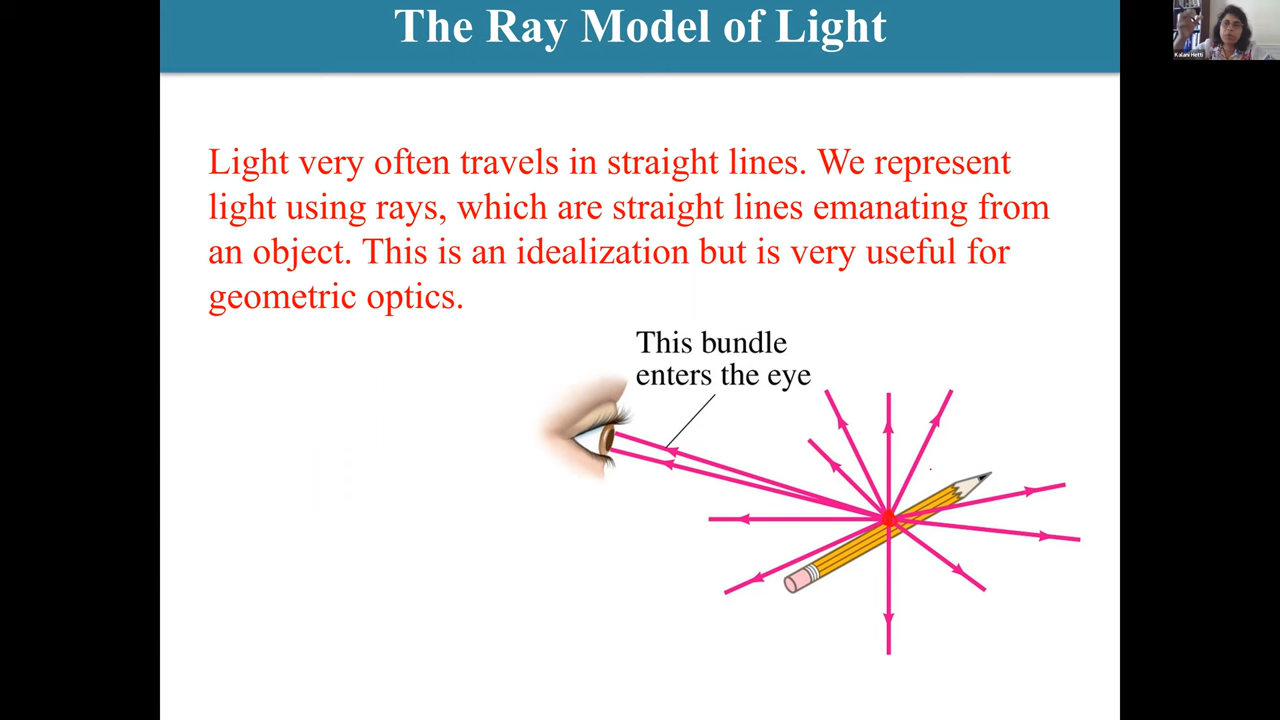 The Ray Model of Light
Kalani Hetti
Light very often travels in straight lines. We represent
light using rays, which are straight lines emanating from
an object. This is an idealization but is very useful for
geometric optics.
This bundle
enters the eye